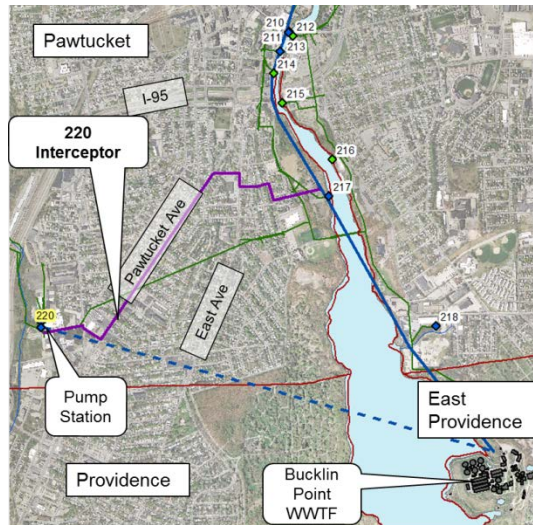 Pawtucket
210
212
211
213
214
I-95
215
220
Interceptor
216
217
Pawtucket Ave
East Ave
220
218
Pump
Station
East
Providence
Providence
Bucklin
Point
WWTF